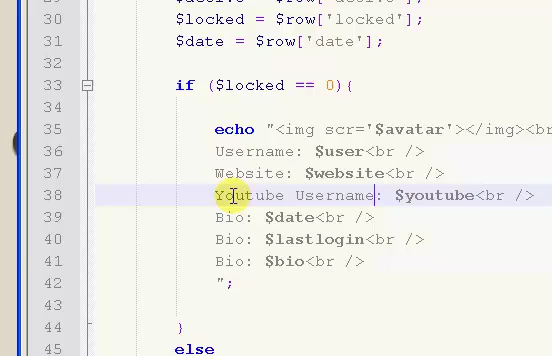 30 $locked = $row['locked'];
31 $date = $row['date'];
32
33 if ($locked == 0){
34
35 echo "<img scr='$avatar'></img><br
36 Username: $user<br />
37 Website: $website<br />
38 Youtube Username: $youtube<br />
39 Bio: $date<br />
40 Bio: $lastlogin<br />
41 Bio: $bio<br />
42 ";
43
44 }
45 else